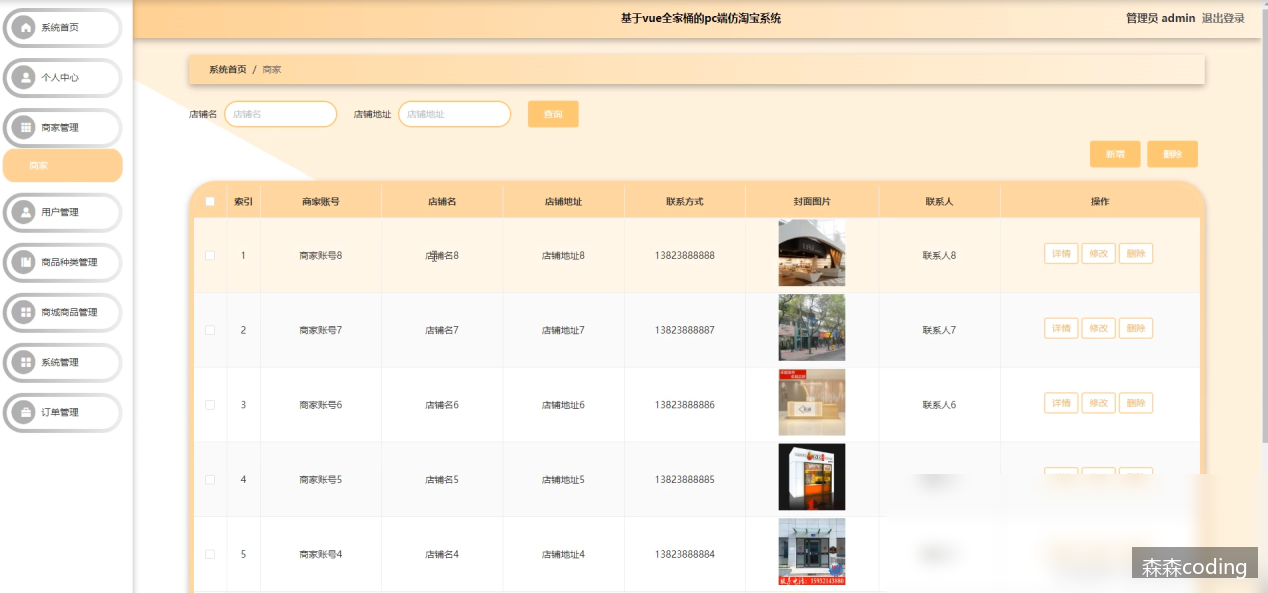 基于vue全家桶的pc端仿淘宝系统
管理员 admin 退出登录
系统首页
个人中心
商家管理
商家
用户管理
商品种类管理
商城商品管理
系统管理
订单管理
系统首页 / 商家
店铺名 店铺名 店铺地址 店铺地址 查询
新增 删除
索引 商家账号 店铺名 店铺地址 联系方式 封面图片 联系人 操作
1 商家账号8 店铺名8 店铺地址8 13823888888 联系人8 详情 修改 删除
2 商家账号7 店铺名7 店铺地址7 13823888887 联系人7 详情 修改 删除
3 商家账号6 店铺名6 店铺地址6 13823888886 联系人6 详情 修改 删除
4 商家账号5 店铺名5 店铺地址5 13823888885
5 商家账号4 店铺名4 店铺地址4 13823888884
森森coding